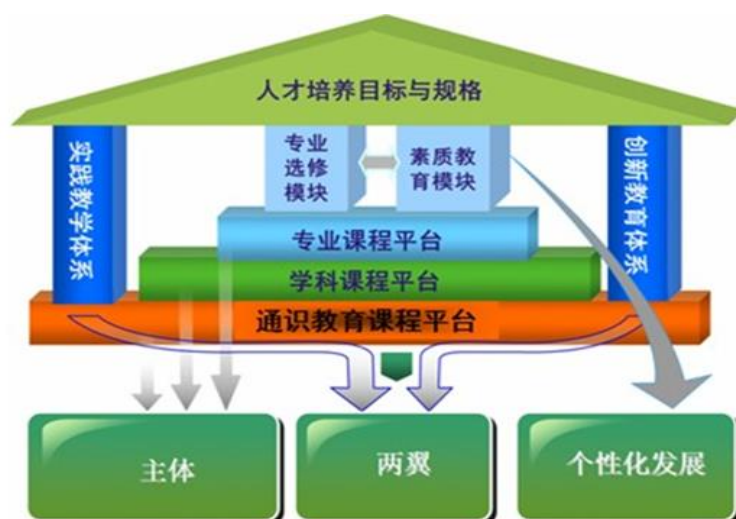 人才培养目标与规格
实践教学体系
专业
选修
模块
素质教
育模块
创新教育体系
专业课程平台
学科课程平台
通识教育课程平台
主体
两翼
个性化发展